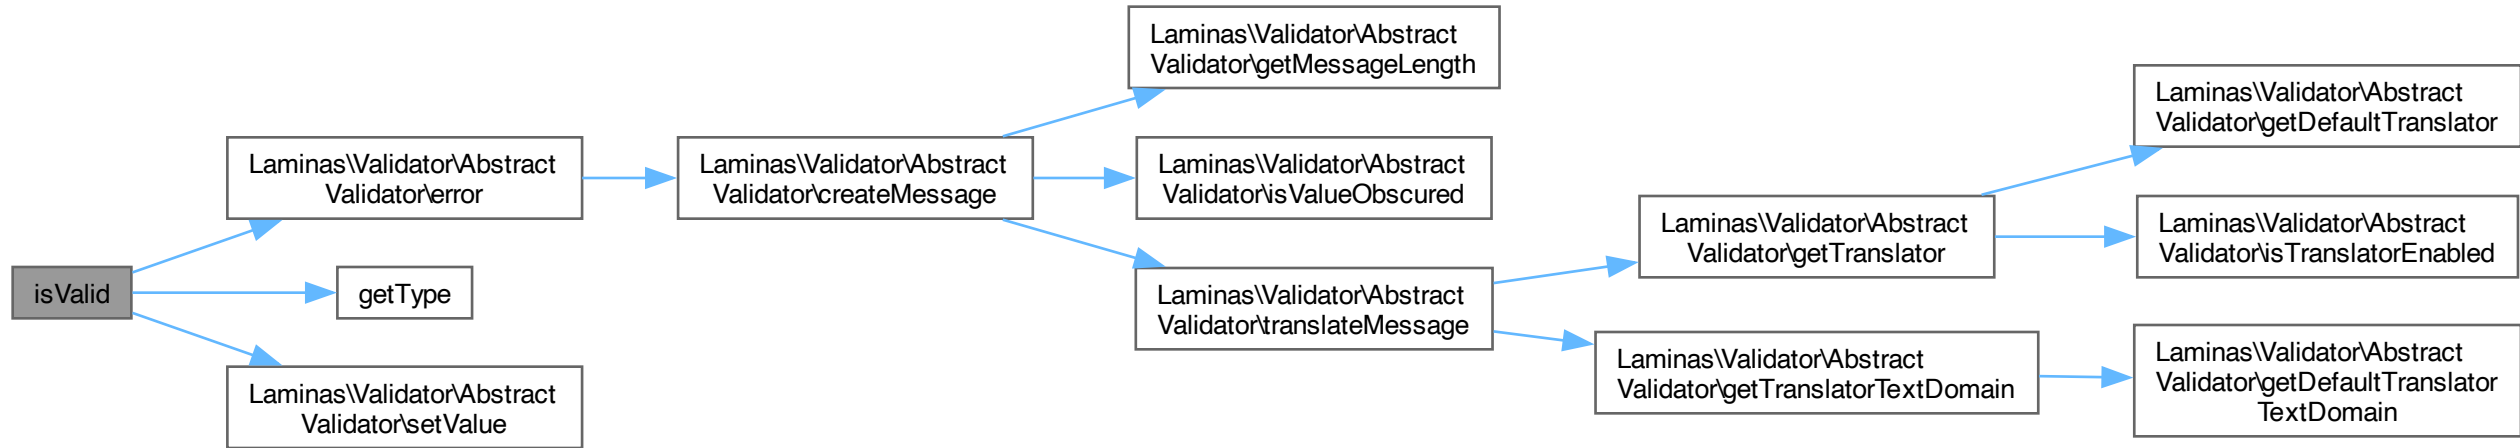 isValid
Laminas\Validator\Abstract
Validator\error
getType
Laminas\Validator\Abstract
Validator\setValue
Laminas\Validator\Abstract
Validator\createMessage
Laminas\Validator\Abstract
Validator\getMessageLength
Laminas\Validator\Abstract
Validator\isValueObscured
Laminas\Validator\Abstract
Validator\translateMessage
Laminas\Validator\Abstract
Validator\getTranslator
Laminas\Validator\Abstract
Validator\getTranslatorTextDomain
Laminas\Validator\Abstract
Validator\getDefaultTranslator
Laminas\Validator\Abstract
Validator\isTranslatorEnabled
Laminas\Validator\Abstract
Validator\getDefaultTranslator
TextDomain